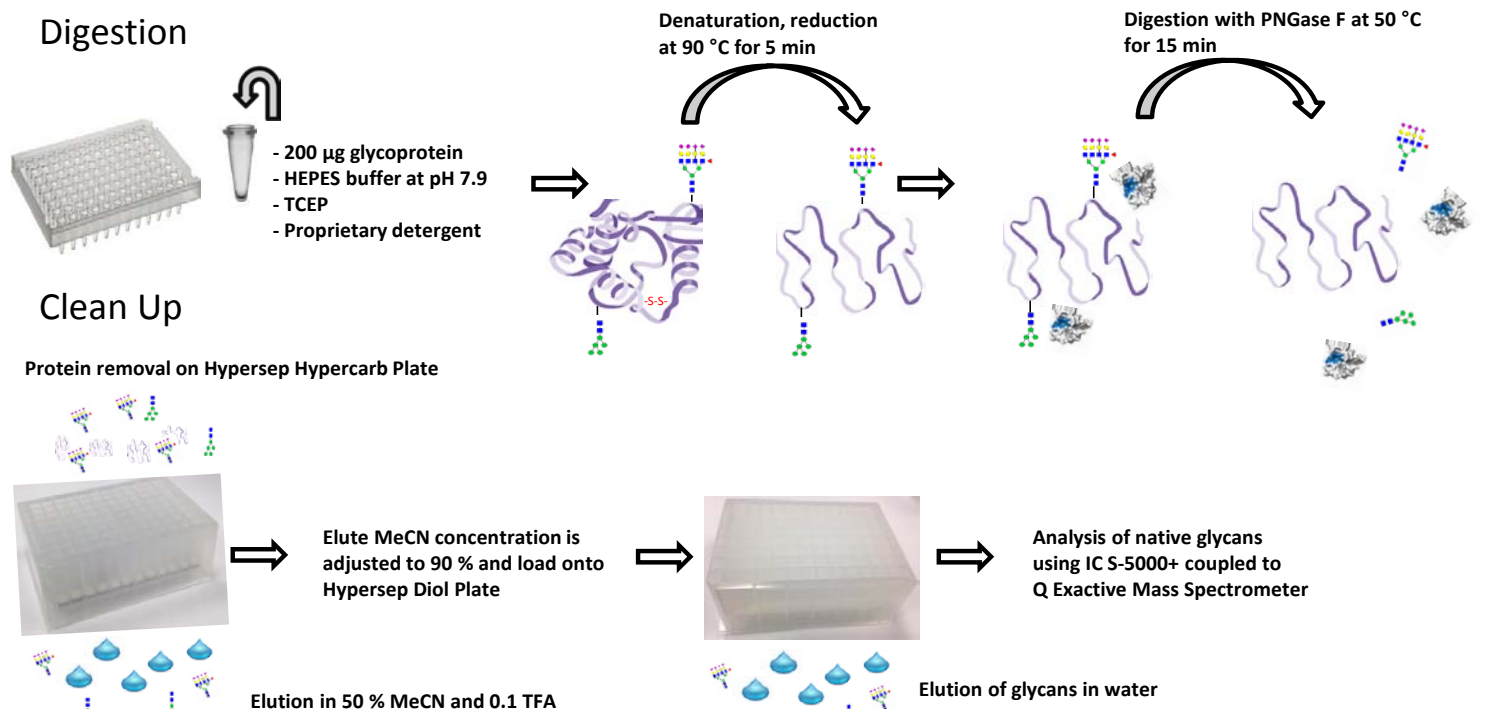 Digestion
Denaturation, reduction
at 90 °C for 5 min
Digestion with PNGase F at 50 °C
for 15 min
- 200 µg glycoprotein
- HEPES buffer at pH 7.9
- TCEP
- Proprietary detergent
-S-S-
Clean Up
Protein removal on Hypersep Hypercarb Plate
Elute MeCN concentration is
adjusted to 90 % and load onto
Hypersep Diol Plate
Analysis of native glycans
using IC S-5000+ coupled to
Q Exactive Mass Spectrometer
Elution in 50 % MeCN and 0.1 TFA
Elution of glycans in water